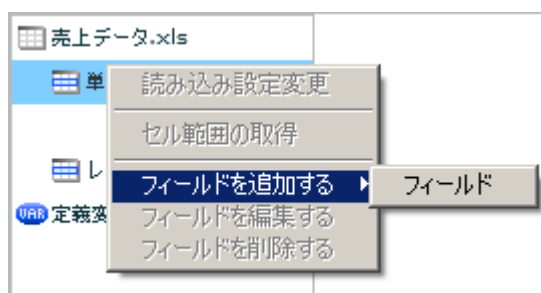 売上データ.xls
単
読み込み設定変更
セル範囲の取得
レ
フィールドを追加する
フィールド
VAR 定義変
フィールドを編集する
フィールドを削除する